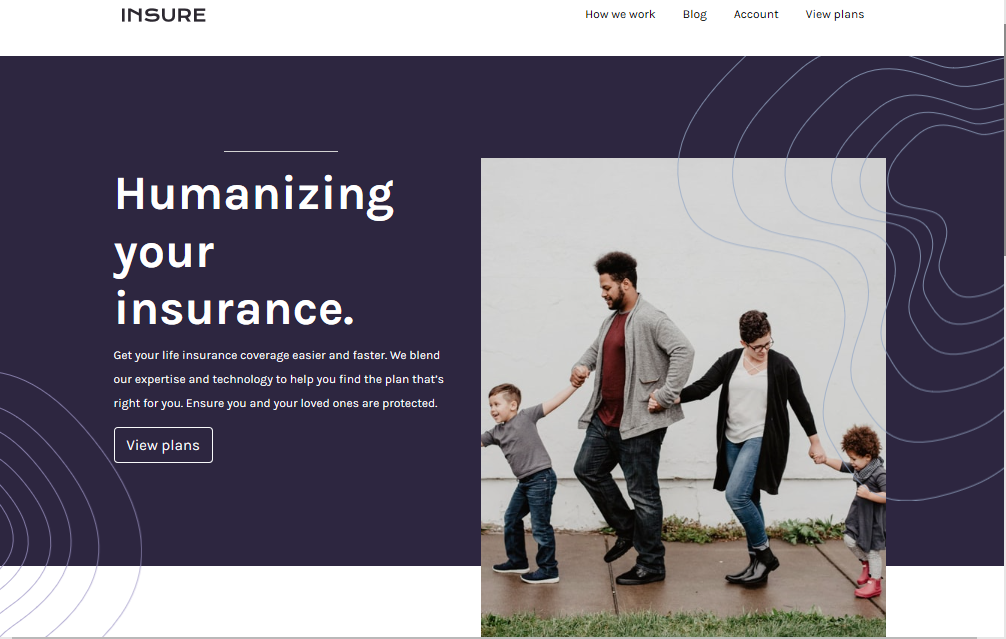 INSURE
How we work Blog Account View plans
Humanizing
your
insurance.
Get your life insurance coverage easier and faster. We blend
our expertise and technology to help you find the plan that’s
right for you. Ensure you and your loved ones are protected.
View plans